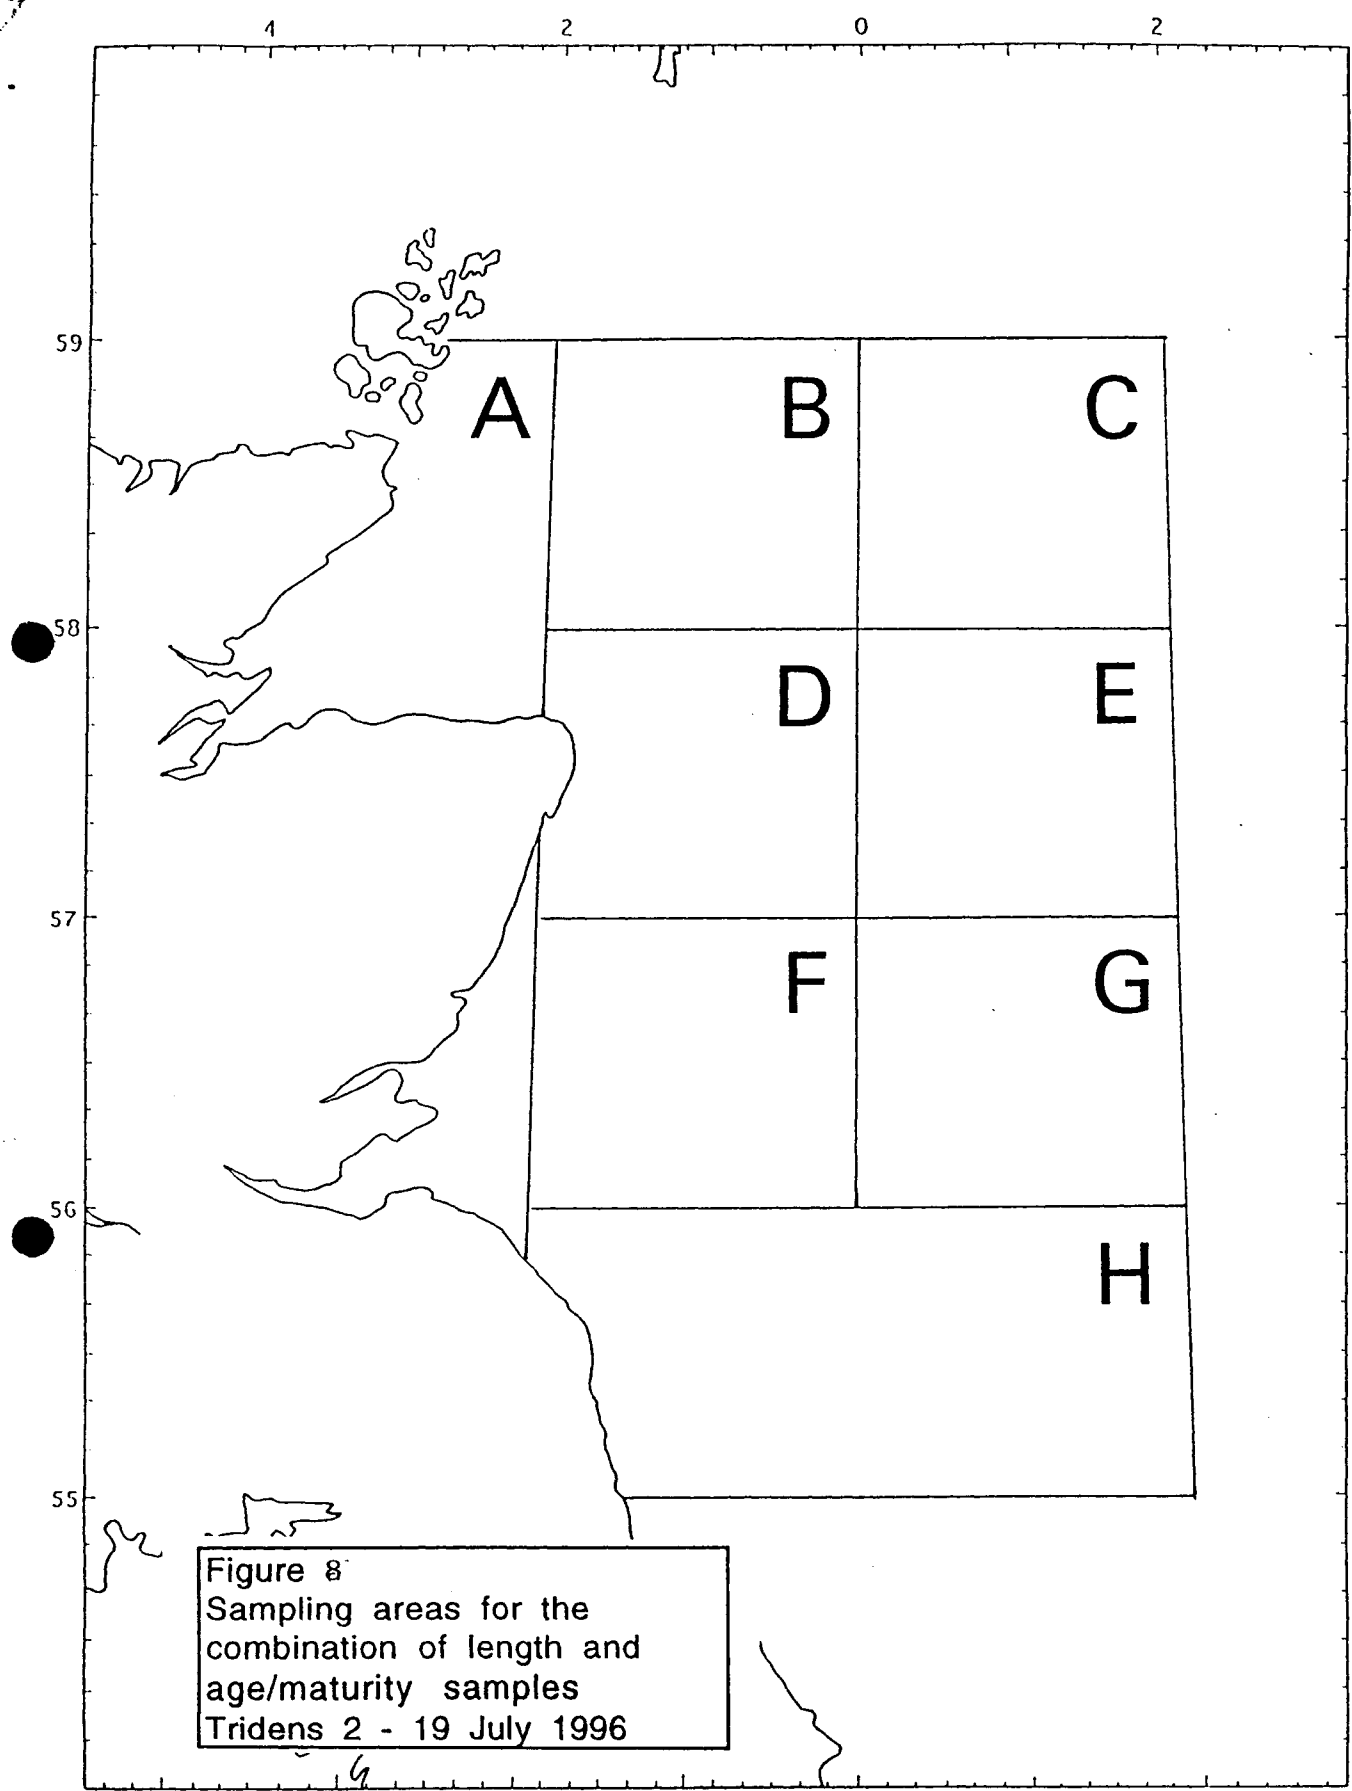 4 2 0 2
59
A B C
58
D E
57
F G
56
H
55
Figure 8
Sampling areas for the
combination of length and
age/maturity samples
Tridens 2 - 19 July 1996